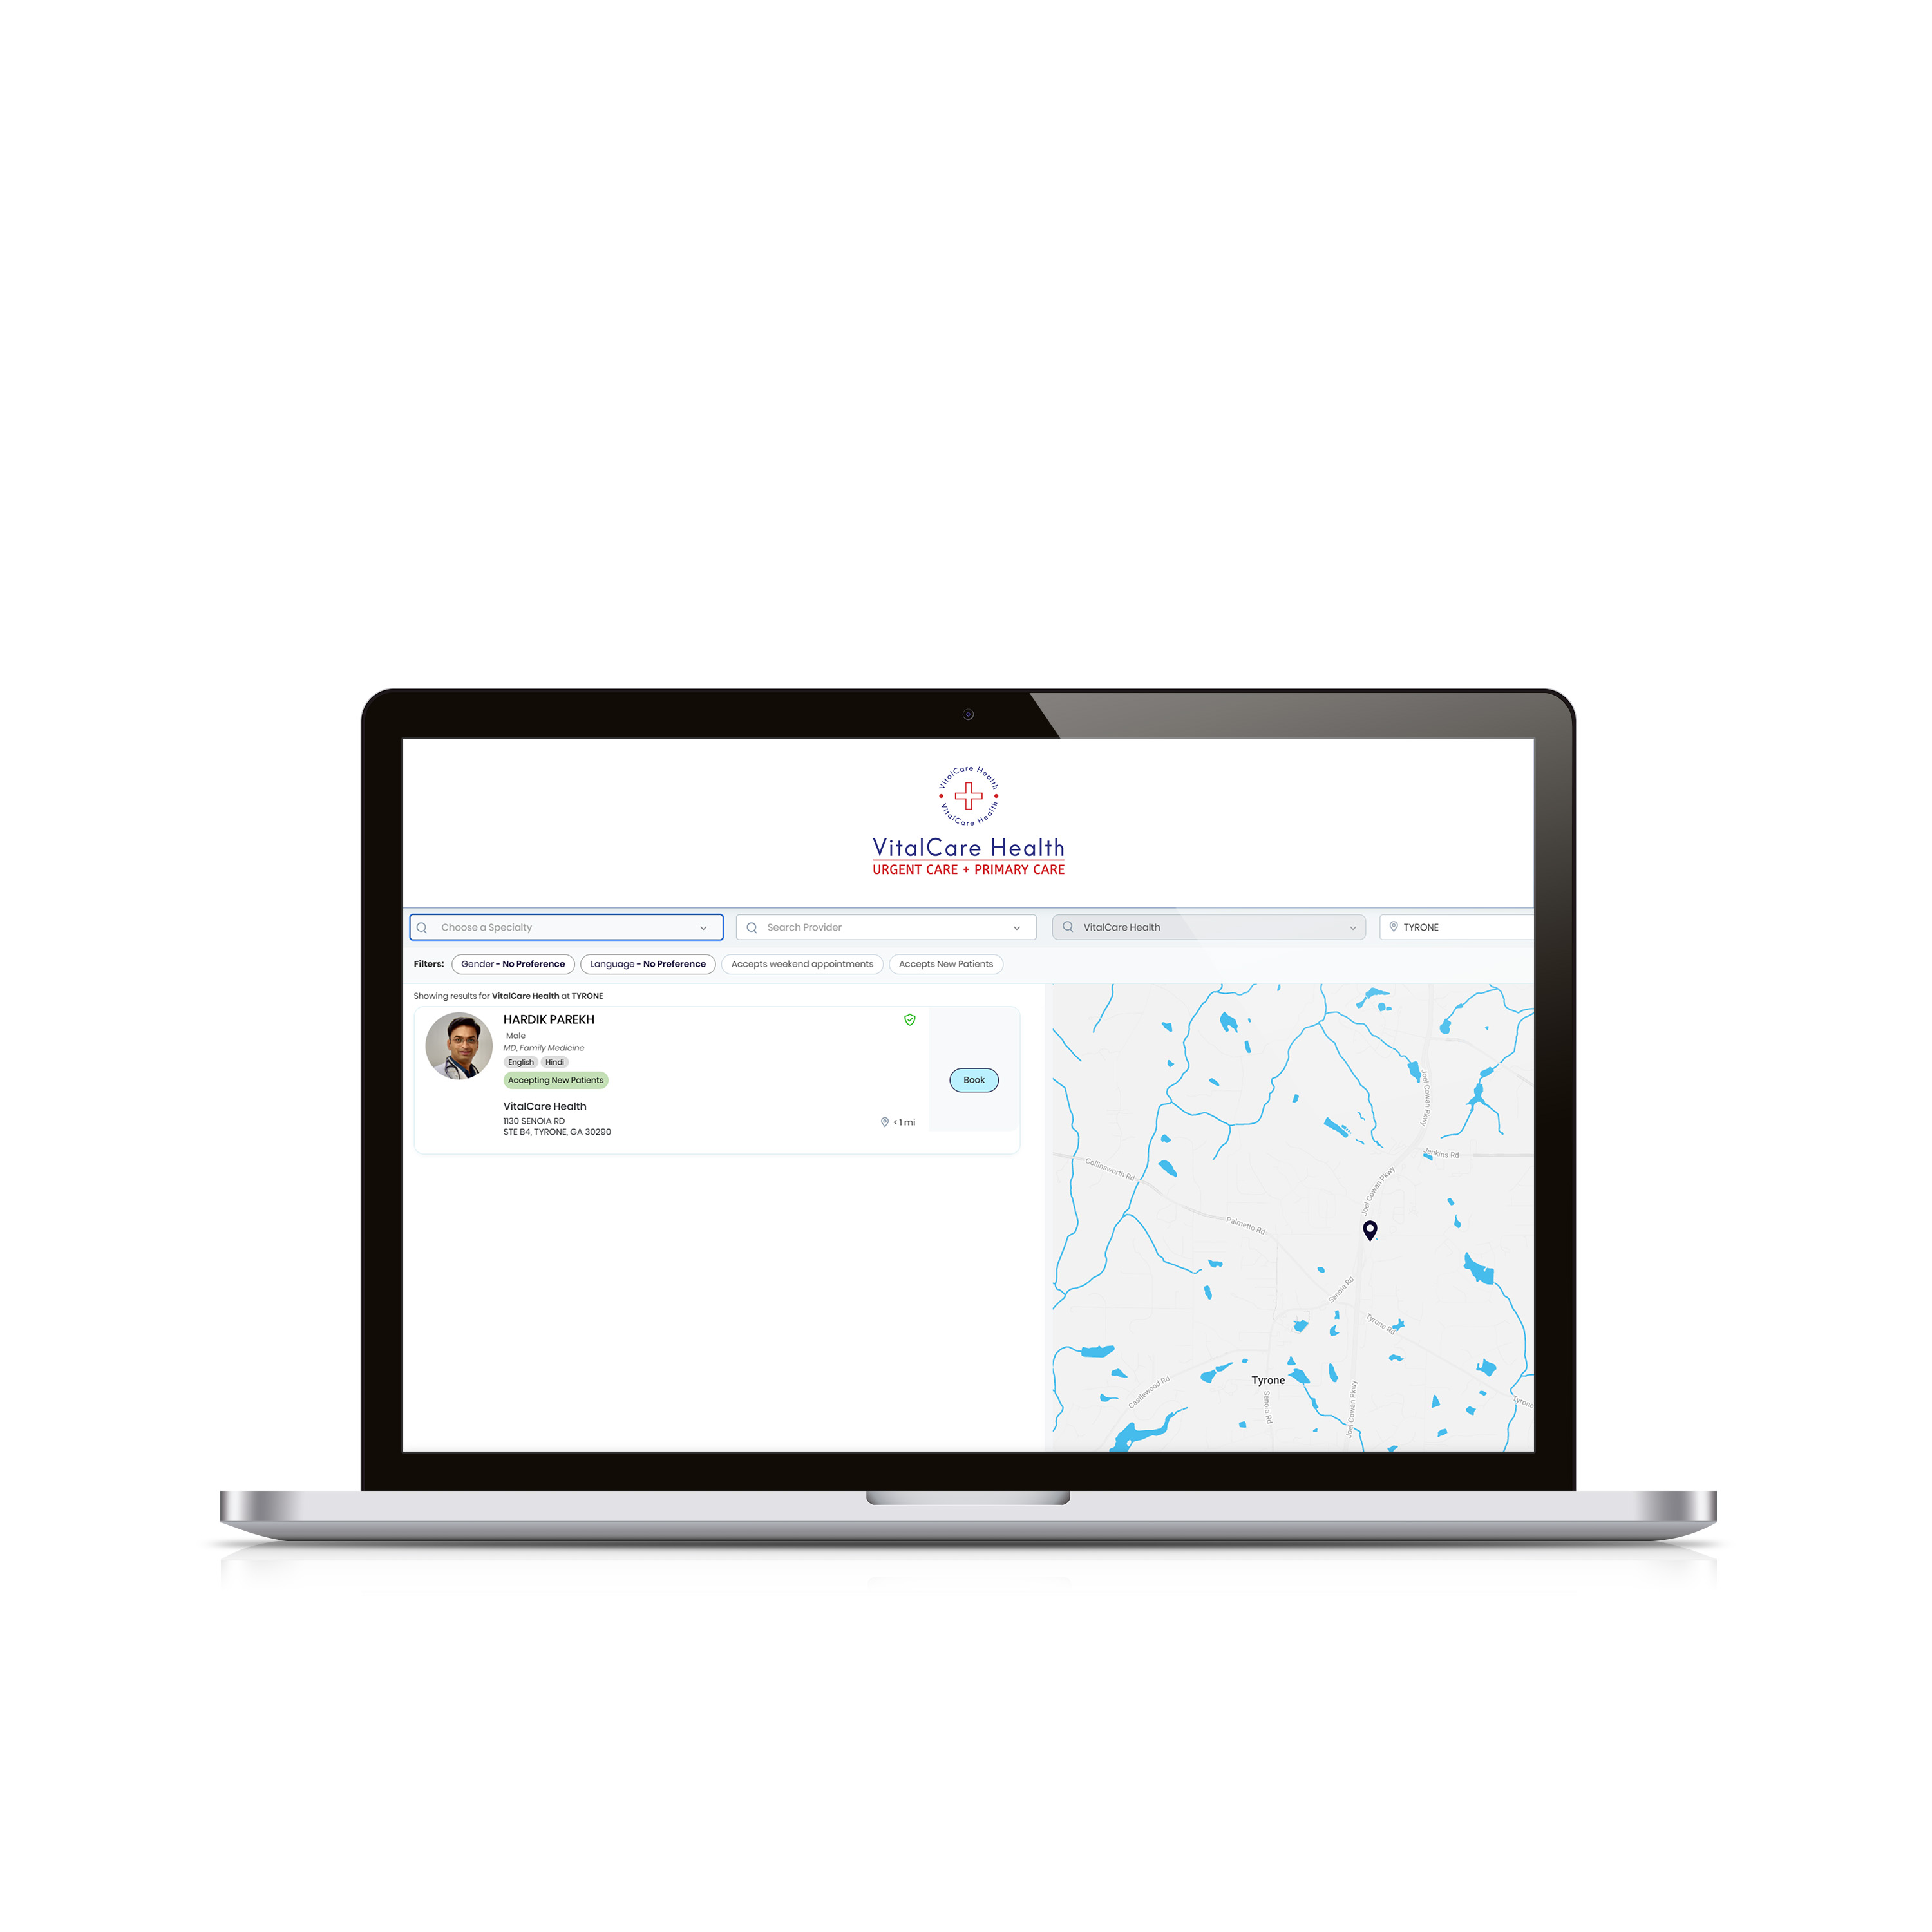 VitalCare Health
VitalCare Health
VitalCare Health
URGENT CARE + PRIMARY CARE
Choose a Specialty
Search Provider
VitalCare Health
TYRONE
Filters:
Gender - No Preference
Language - No Preference
Accepts weekend appointments
Accepts New Patients
Showing results for VitalCare Health at TYRONE
HARDIK PAREKH
Male
MD, Family Medicine
English Hindi
Accepting New Patients
Book
VitalCare Health
1130 SENOIA RD
STE B4, TYRONE, GA 30290
< 1 mi
Joel Cowan Pkwy
Jenkins Rd
Collinsworth Rd
Joel Cowan Pkwy
Palmetto Rd
Senoia Rd
Tyrone Rd
Tyrone
Castlewood Rd
Senoia Rd
Joel Cowan Pkwy
Tyrone